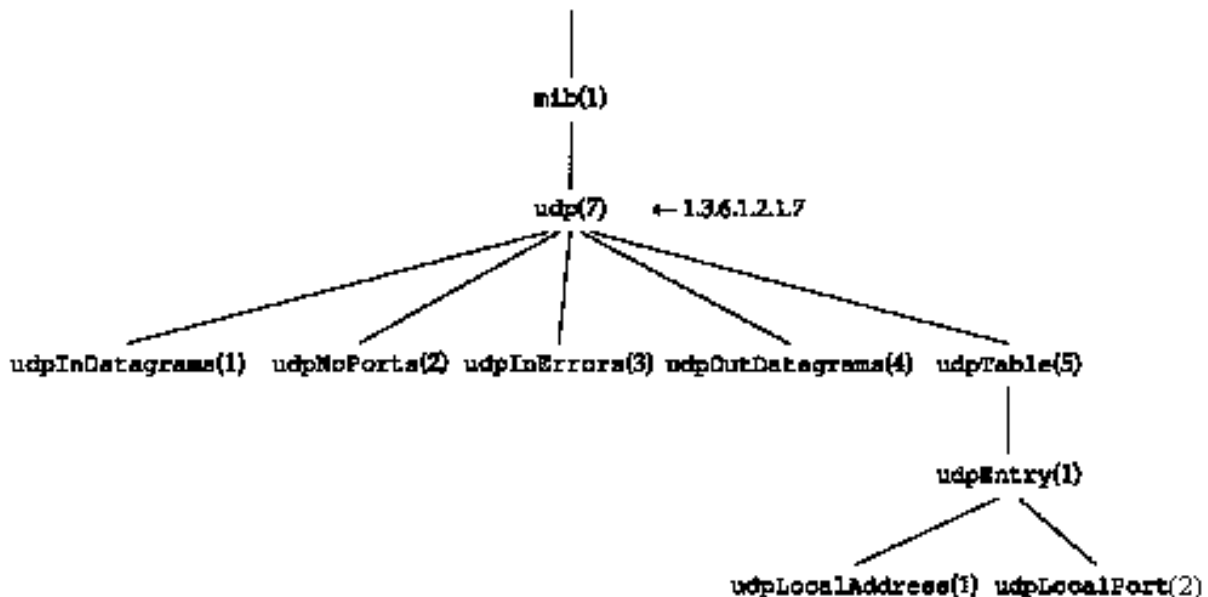 mib(1)
udp(7) ← 1.3.6.1.2.1.7
udpInDatagrams(1) udpNoPorts(2) udpInErrors(3) udpOutDatagrams(4) udpTable(5)
udpEntry(1)
udpLocalAddress(1) udpLocalPort(2)